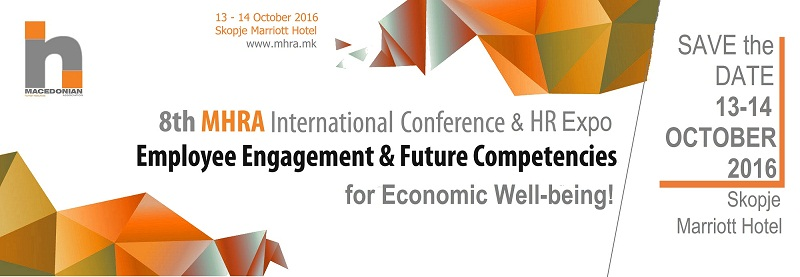 13 - 14 October 2016
Skopje Marriott Hotel
www.mhra.mk
h
MACEDONIAN
8th MHRA International Conference & HR Expo
Employee Engagement & Future Competencies
for Economic Well-being!
SAVE the
DATE
13-14
OCTOBER
2016
Skopje
Marriott Hotel